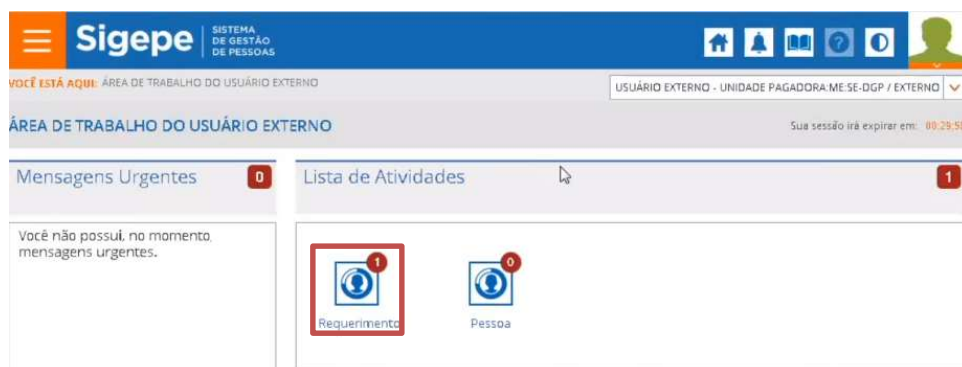 Sigepe
SISTEMA
DE GESTÃO
DE PESSOAS
VOCÊ ESTÁ AQUI: ÁREA DE TRABALHO DO USUÁRIO EXTERNO
USUÁRIO EXTERNO - UNIDADE PAGADORA:ME:SE-DGP / EXTERNO
ÁREA DE TRABALHO DO USUÁRIO EXTERNO
Sua sessão irá expirar em:
Mensagens Urgentes 0
Lista de Atividades 1
Você não possui, no momento,
mensagens urgentes.
1
Requerimento
0
Pessoa